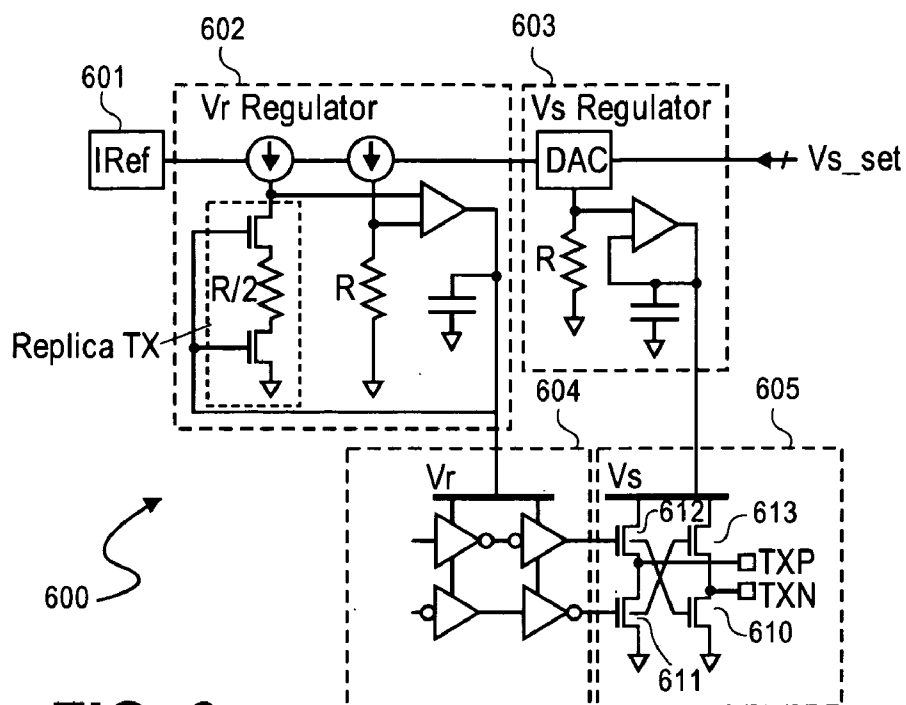 602
603
601
Vr Regulator
Vs Regulator
IRef
DAC
Vs_set
R/2
R
R
Replica TX
604
605
Vr
Vs
612
613
TXP
TXN
600
610
611